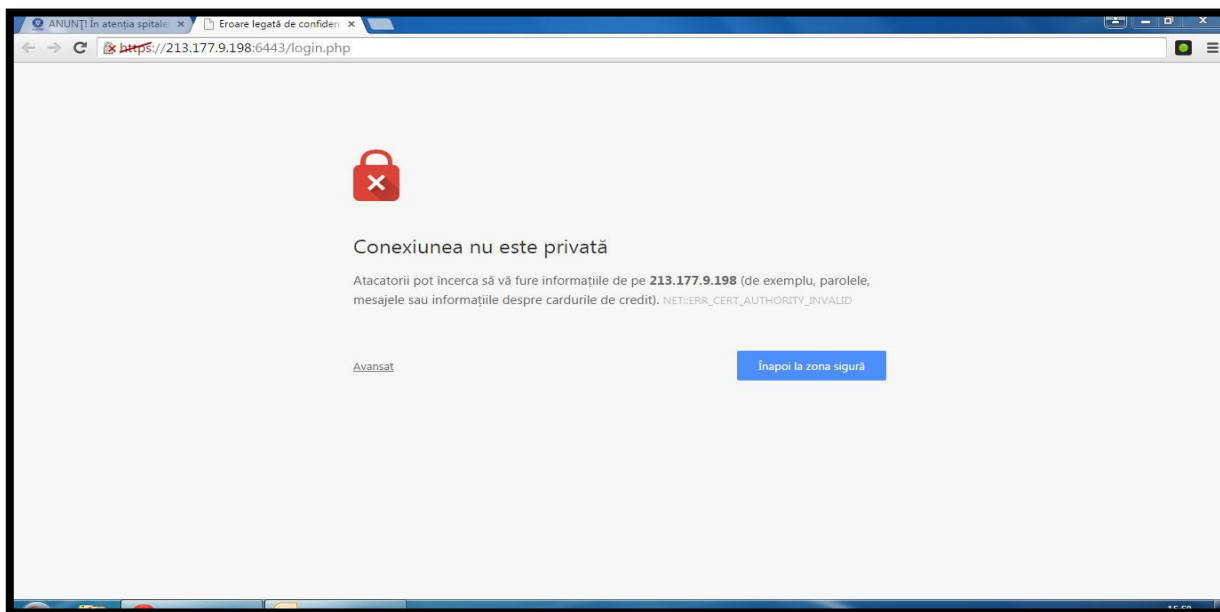 ANUNȚ! În atenția spitale
Eroare legată de confiden
https://213.177.9.198:6443/login.php
Conexiunea nu este privată
Atacatorii pot încerca să vă fure informațiile de pe 213.177.9.198 (de exemplu, parolele,
mesajele sau informațiile despre cardurile de credit). NET::ERR_CERT_AUTHORITY_INVALID
Avansat
Înapoi la zona sigură